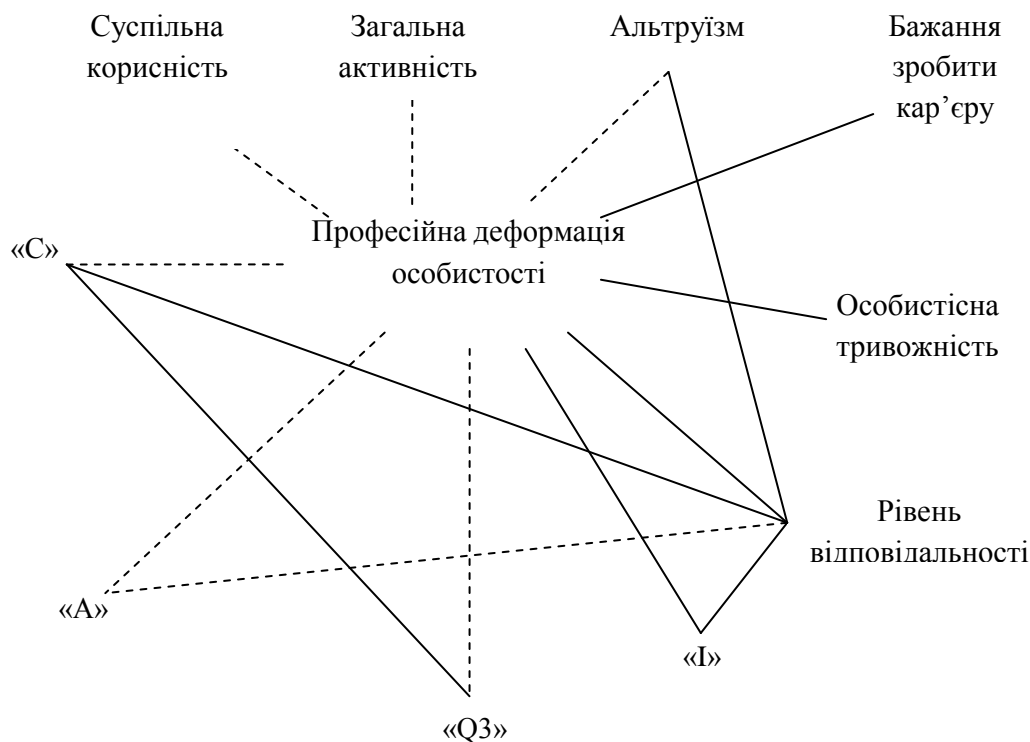 Суспільна
корисність
Загальна
активність
Альтруїзм
Бажання
зробити
кар’єру
Професійна деформація
особистості
«С»
Особистісна
тривожність
Рівень
відповідальності
«А»
«І»
«Q3»